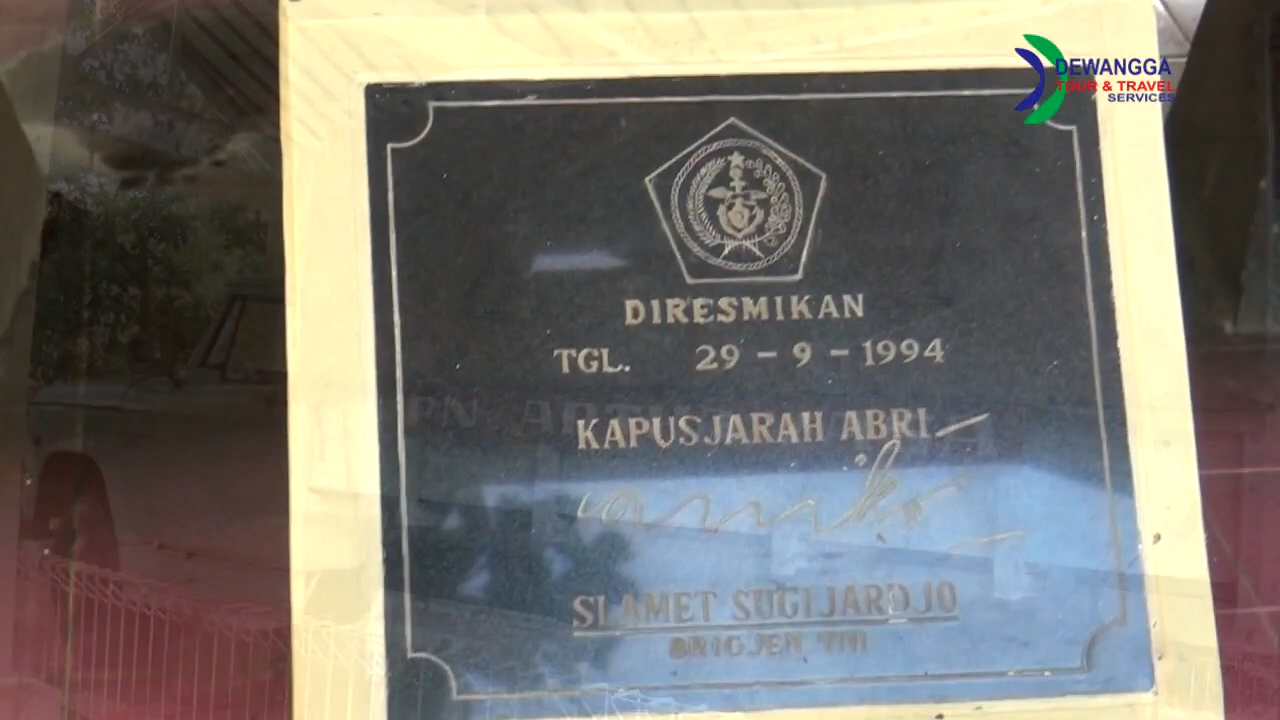 DEWANGGA
TOUR & TRAVEL
SERVICES
DIRESMIKAN
TGL. 29 - 9 - 1994
KAPUSJARAH ABRI
SLAMET SUGIJARDJO
BRIGJEN TNI